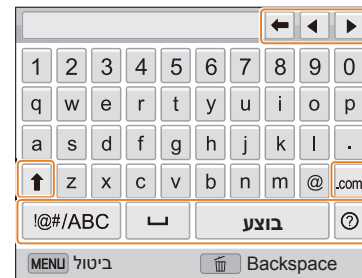 1 2 3 4 5 6 7 8 9 0
q w e r t y u i o p
a s d f g h j k l .
z x c v b n m @ .com
!@#/ABC בוצע ?
MENU ביטול Backspace